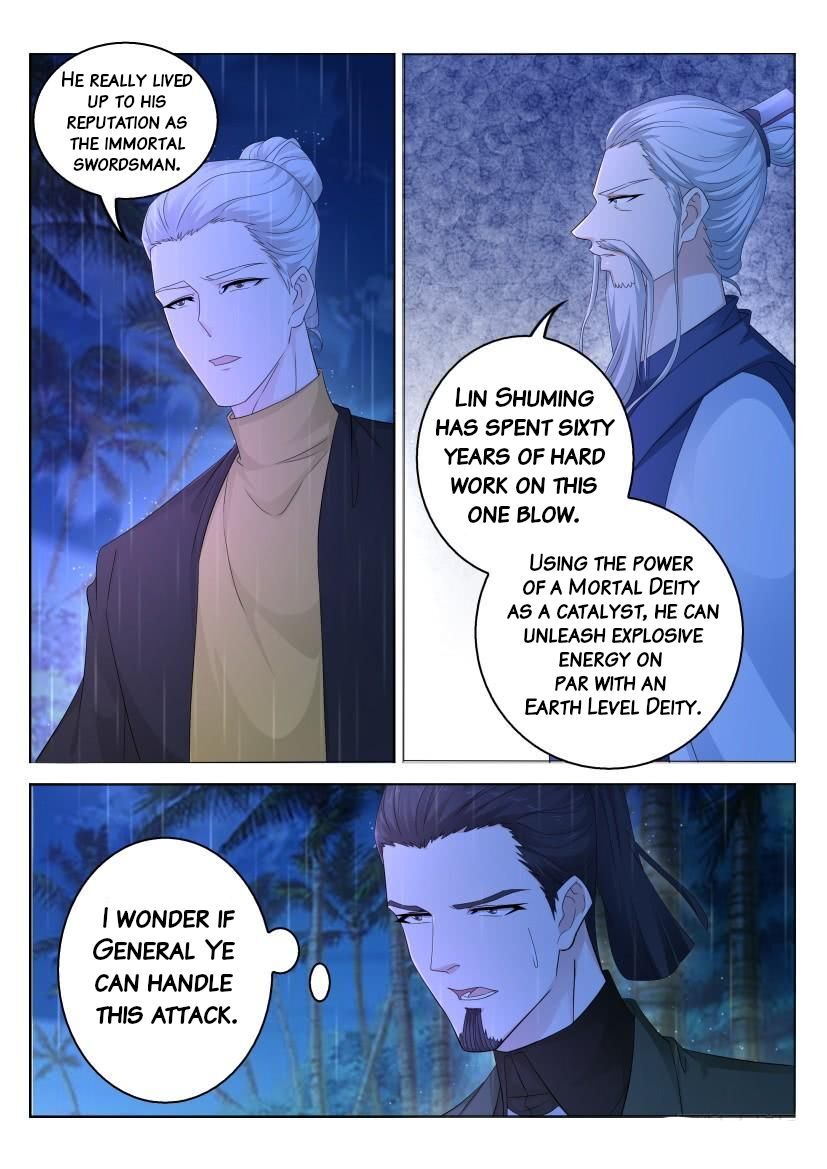 HE REALLY LIVED
UP TO HIS
REPUTATION AS
THE IMMORTAL
SWORDSMAN.
LIN SHUMING
HAS SPENT SIXTY
YEARS OF HARD
WORK ON THIS
ONE BLOW.
USING THE POWER
OF A MORTAL DEITY
AS A CATALYST, HE CAN
UNLEASH EXPLOSIVE
ENERGY ON
PAR WITH AN
EARTH LEVEL DEITY.
I WONDER IF
GENERAL YE
CAN HANDLE
THIS ATTACK.